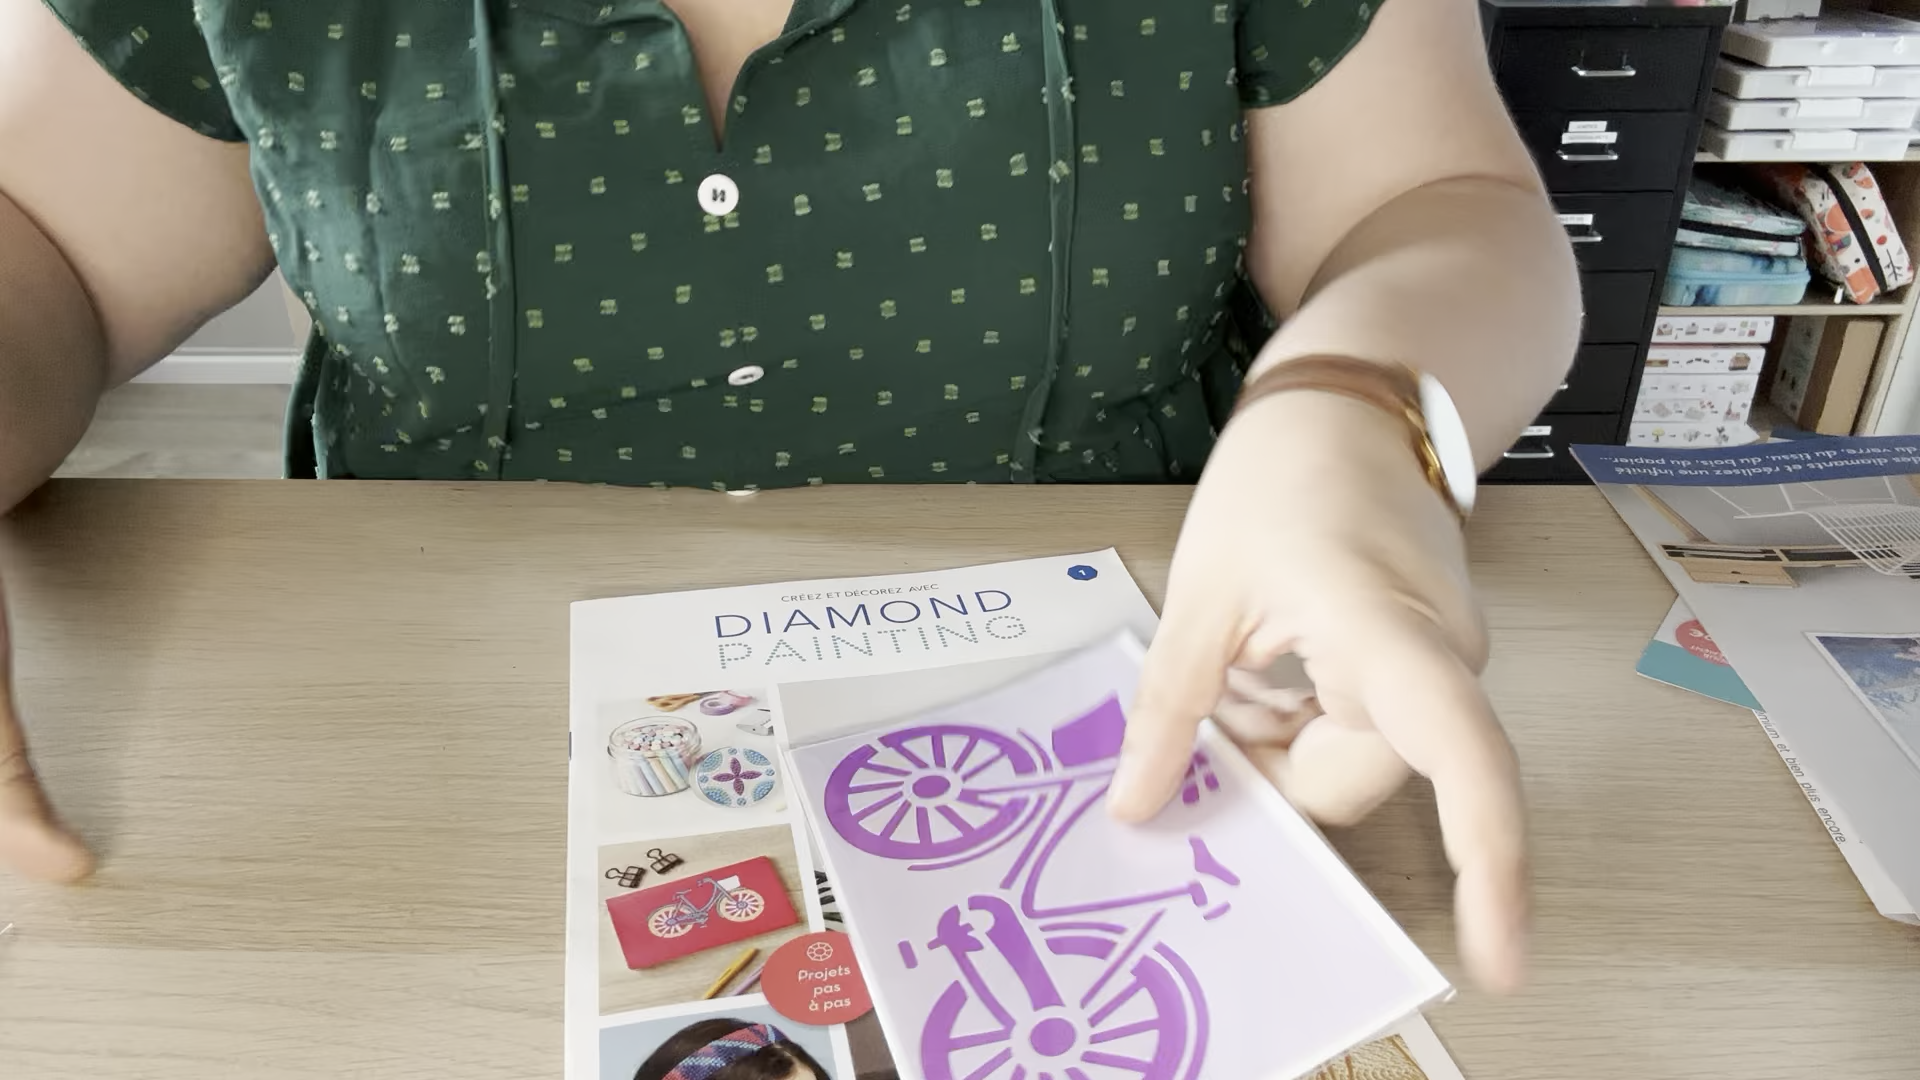 CRÉEZ ET DÉCOREZ AVEC
DIAMOND
PAINTING
1
Projets
pas
à pas
des diamants et réalisez une infinité
du verre, du tissu, du bois, du papier...
et bien plus encore